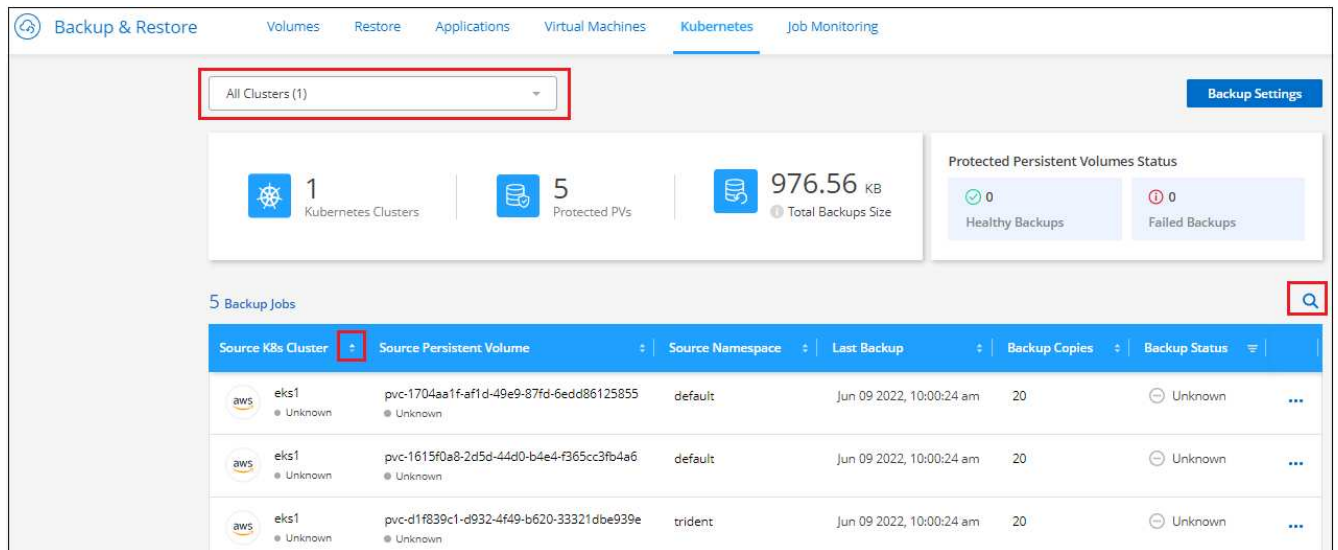 Backup & Restore Volumes Restore Applications Virtual Machines Kubernetes Job Monitoring
All Clusters (1) Backup Settings
1
Kubernetes Clusters
5
Protected PVs
976.56 KB
Total Backups Size
Protected Persistent Volumes Status
0
Healthy Backups
0
Failed Backups
5 Backup Jobs
Source K8s Cluster Source Persistent Volume Source Namespace Last Backup Backup Copies Backup Status
aws eks1 pvc-1704aa1f-af1d-49e9-87fd-6edd86125855 default Jun 09 2022, 10:00:24 am 20 Unknown ...
Unknown Unknown
aws eks1 pvc-1615f0a8-2d5d-44d0-b4e4-f365cc3fb4a6 default Jun 09 2022, 10:00:24 am 20 Unknown ...
Unknown Unknown
aws eks1 pvc-d1f839c1-d932-4f49-b620-33321dbe939e trident Jun 09 2022, 10:00:24 am 20 Unknown ...
Unknown Unknown